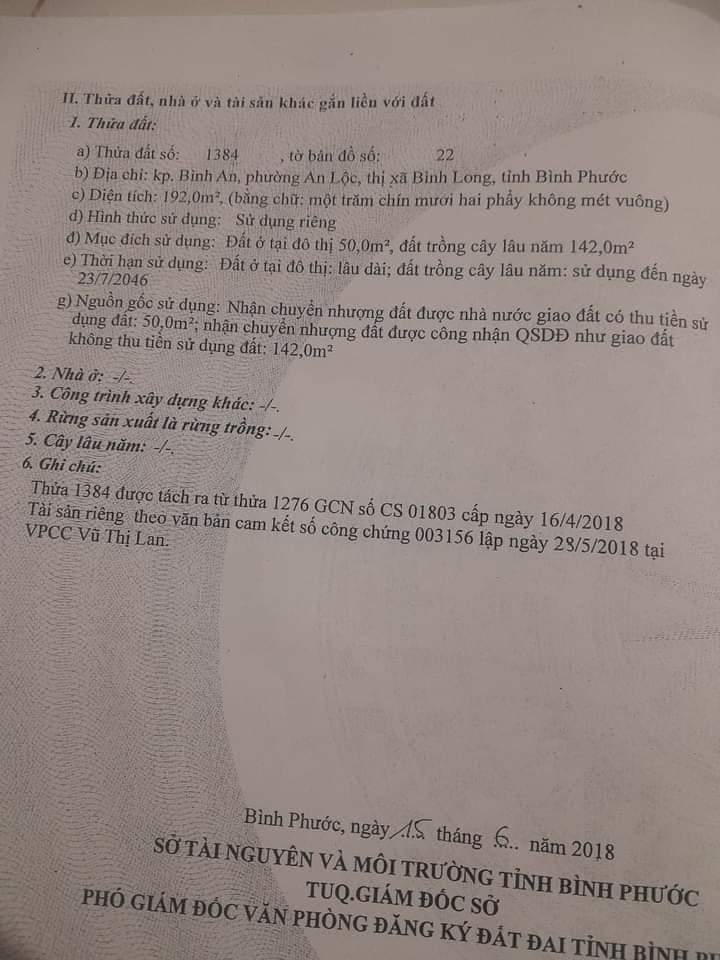 II. Thửa đất, nhà ở và tài sản khác gắn liền với đất
1. Thửa đất:
a) Thửa đất số: 1384 , tờ bản đồ số: 22
b) Địa chỉ: kp. Bình An, phường An Lộc, thị xã Bình Long, tỉnh Bình Phước
c) Diện tích: 192,0m², (bằng chữ: một trăm chín mươi hai phẩy không mét vuông)
d) Hình thức sử dụng: Sử dụng riêng
đ) Mục đích sử dụng: Đất ở tại đô thị 50,0m², đất trồng cây lâu năm 142,0m²
e) Thời hạn sử dụng: Đất ở tại đô thị: lâu dài; đất trồng cây lâu năm: sử dụng đến ngày
23/7/2046
g) Nguồn gốc sử dụng: Nhận chuyển nhượng đất được nhà nước giao đất có thu tiền sử
dụng đất: 50,0m²; nhận chuyển nhượng đất được công nhận QSDĐ như giao đất
không thu tiền sử dụng đất: 142,0m²
2. Nhà ở: -/-.
3. Công trình xây dựng khác: -/-.
4. Rừng sản xuất là rừng trồng: -/-.
5. Cây lâu năm: -/-.
6. Ghi chú:
Thửa 1384 được tách ra từ thửa 1276 GCN số CS 01803 cấp ngày 16/4/2018
Tài sản riêng theo văn bản cam kết số công chứng 003156 lập ngày 28/5/2018 tại
VPCC Vũ Thị Lan.
Bình Phước, ngày 15 tháng 6 năm 2018
SỞ TÀI NGUYÊN VÀ MÔI TRƯỜNG TỈNH BÌNH PHƯỚC
TUQ.GIÁM ĐỐC SỞ
PHÓ GIÁM ĐỐC VĂN PHÒNG ĐĂNG KÝ ĐẤT ĐAI TỈNH BÌNH